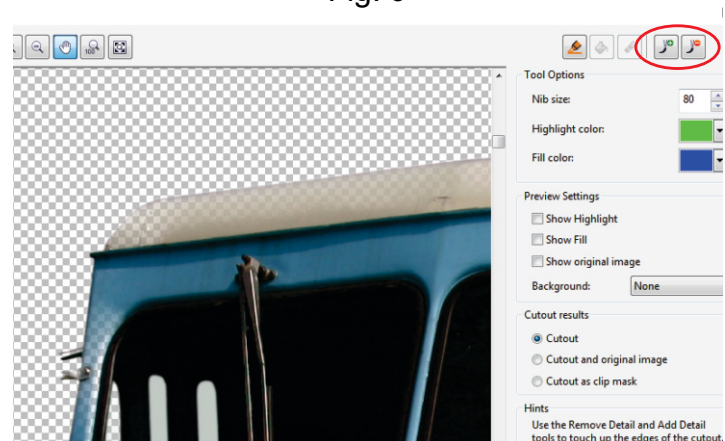 100
Tool Options
Nib size: 80
Highlight color:
Fill color:
Preview Settings
Show Highlight
Show Fill
Show original image
Background: None
Cutout results
Cutout
Cutout and original image
Cutout as clip mask
Hints
Use the Remove Detail and Add Detail
tools to touch up the edges of the cutout.